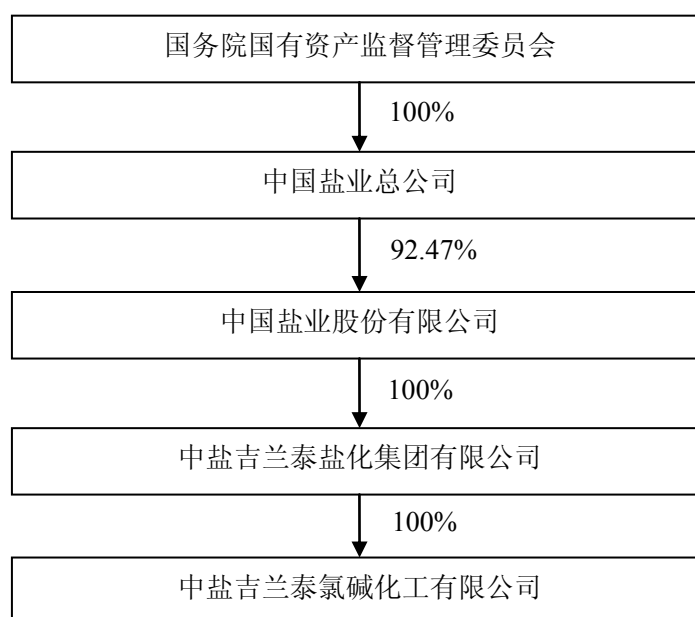 国务院国有资产监督管理委员会
100%
中国盐业总公司
92.47%
中国盐业股份有限公司
100%
中盐吉兰泰盐化集团有限公司
100%
中盐吉兰泰氯碱化工有限公司